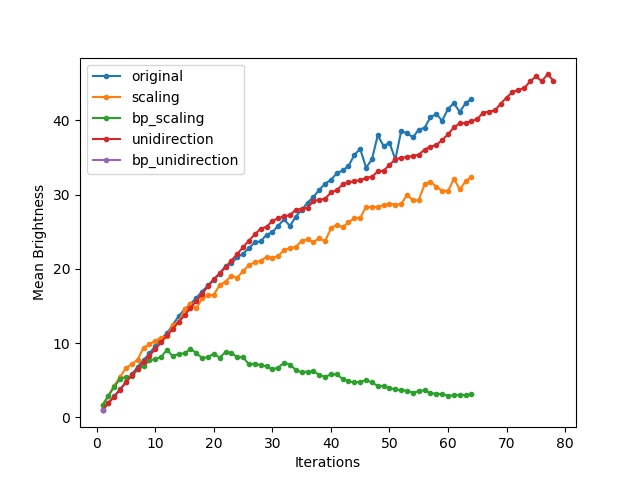 original
scaling
bp_scaling
unidirection
bp_unidirection
Mean Brightness
40
30
20
10
0
0 10 20 30 40 50 60 70 80
Iterations